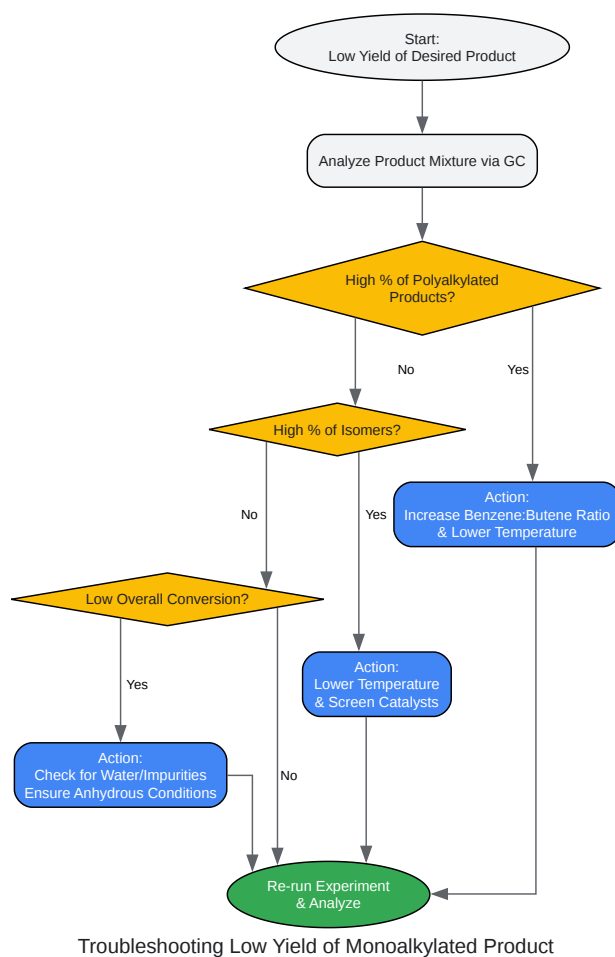 Start:
Low Yield of Desired Product
Analyze Product Mixture via GC
High % of Polyalkylated
Products?
No
Yes
High % of Isomers?
No
Yes
Action:
Increase Benzene:Butene Ratio
& Lower Temperature
Low Overall Conversion?
Yes
No
Action:
Lower Temperature
& Screen Catalysts
Action:
Check for Water/Impurities
Ensure Anhydrous Conditions
Re-run Experiment
& Analyze
Troubleshooting Low Yield of Monoalkylated Product